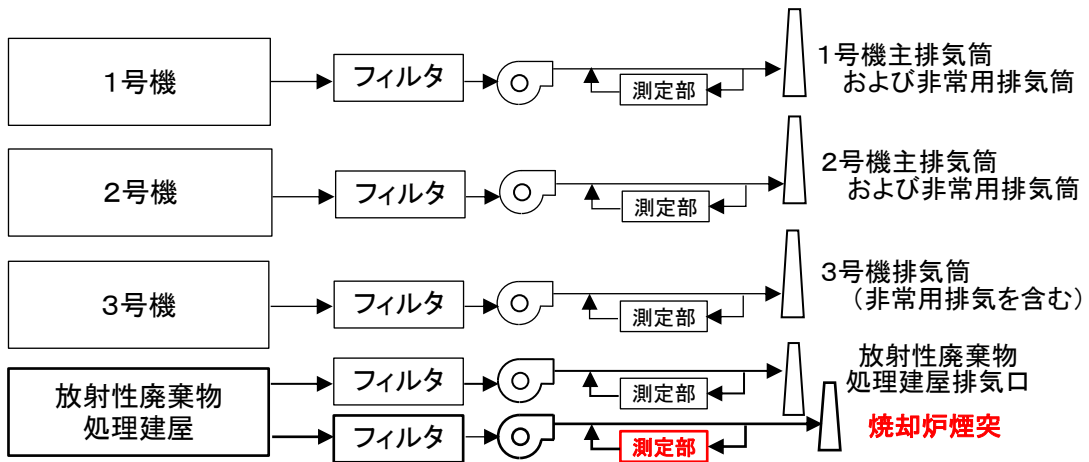 1号機
フィルタ
測定部
1号機主排気筒
および非常用排気筒
2号機
フィルタ
測定部
2号機主排気筒
および非常用排気筒
3号機
フィルタ
測定部
3号機排気筒
(非常用排気を含む)
放射性廃棄物
処理建屋
フィルタ
測定部
放射性廃棄物
処理建屋排気口
フィルタ
測定部
焼却炉煙突